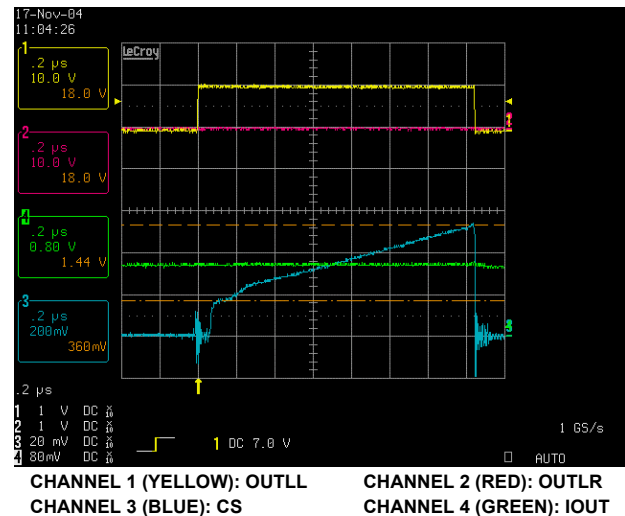 17-Nov-04
11:04:26
LeCroy
1
.2 µs
10.0 V
18.0 V
2
.2 µs
10.0 V
18.0 V
4
.2 µs
0.80 V
1.44 V
3
.2 µs
200mV
360mV
.2 µs
1 1 V DC
2 1 V DC
3 20 mV DC
4 80mV DC
1 DC 7.0 V
1 GS/s
AUTO
CHANNEL 1 (YELLOW): OUTLL CHANNEL 2 (RED): OUTLR
CHANNEL 3 (BLUE): CS CHANNEL 4 (GREEN): IOUT